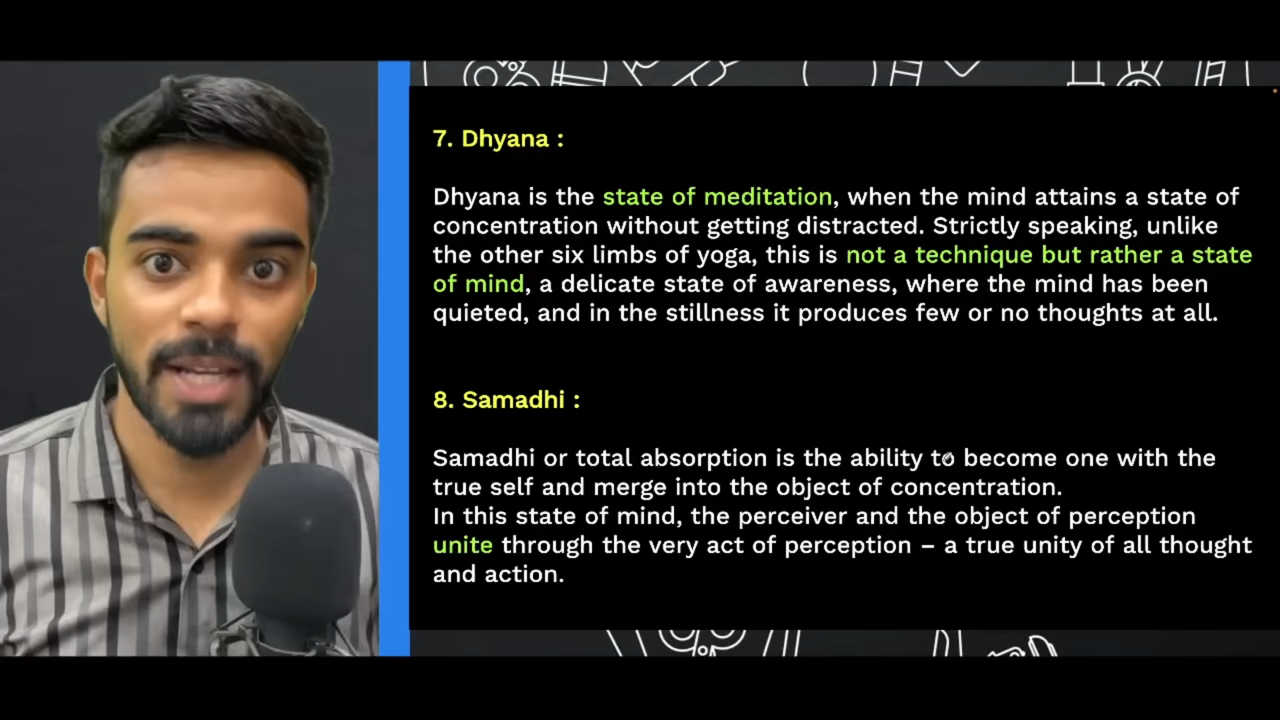 7. Dhyana :
Dhyana is the state of meditation, when the mind attains a state of
concentration without getting distracted. Strictly speaking, unlike
the other six limbs of yoga, this is not a technique but rather a state
of mind, a delicate state of awareness, where the mind has been
quieted, and in the stillness it produces few or no thoughts at all.
8. Samadhi :
Samadhi or total absorption is the ability to become one with the
true self and merge into the object of concentration.
In this state of mind, the perceiver and the object of perception
unite through the very act of perception – a true unity of all thought
and action.